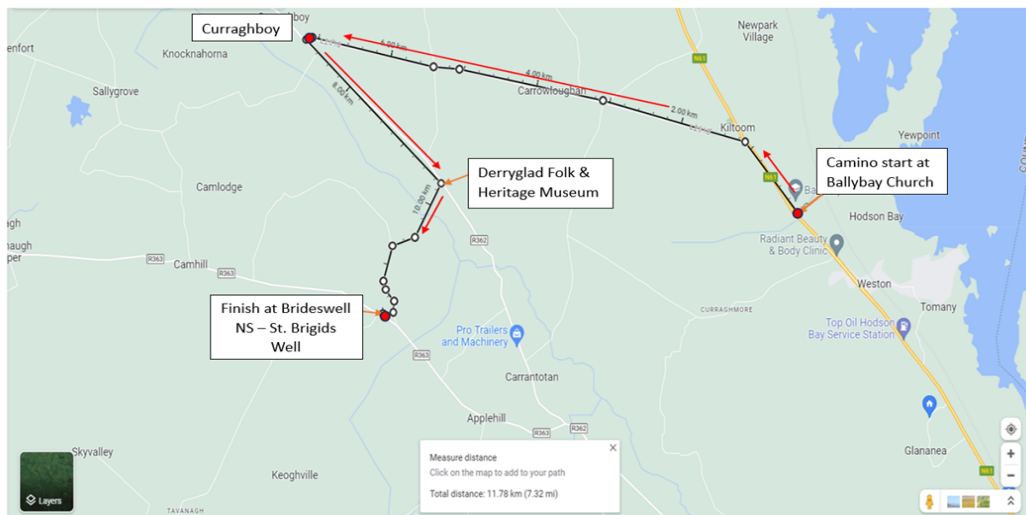 Newpark
Village
Curraghboy
Knocknahorna
N61
Sallygrove
6.00 km
4.00 km
Carrowloughan
2.00 km
8.00 km
Kiltoom
Yewpoint
Camino start at
Ballybay Church
Derryglad Folk &
Heritage Museum
N61
Camlodge
10.00 km
Hodson Bay
R362
Radiant Beauty
& Body Clinic
R363
Camhill
R363
Weston
Finish at Brideswell
NS – St. Brigids
Well
CURRAGHMORE
Tomany
Pro Trailers
and Machinery
Top Oil Hodson
Bay Service Station
R363
Carrantotan
Applehill
R363
R362
Measure distance
Click on the map to add to your path
Total distance: 11.78 km (7.32 mi)
Skyvalley
Keoghville
Glananea
N61
Layers
TAVANAGH